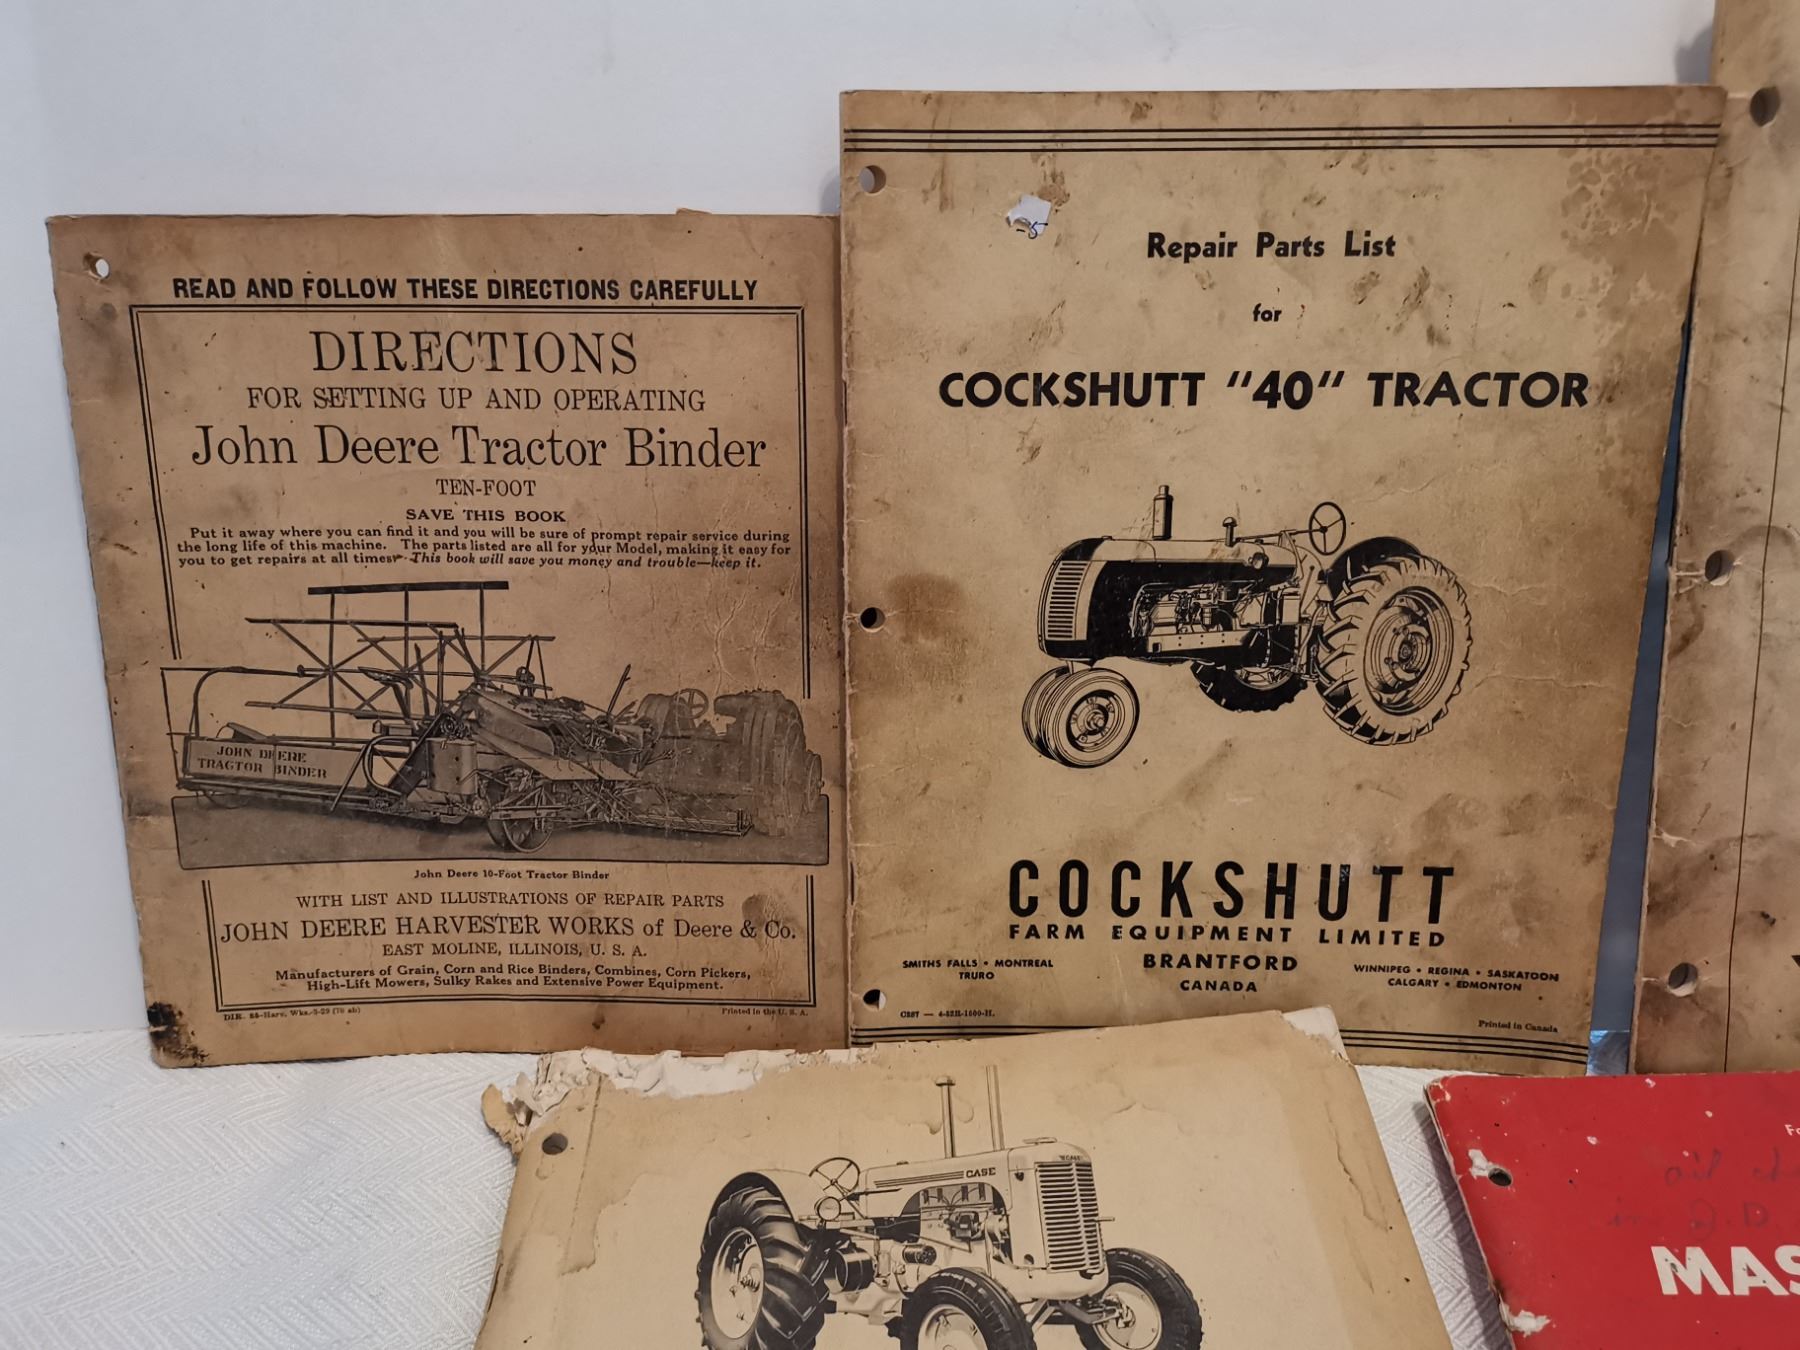 READ AND FOLLOW THESE DIRECTIONS CAREFULLY
DIRECTIONS
FOR SETTING UP AND OPERATING
John Deere Tractor Binder
TEN-FOOT
SAVE THIS BOOK
Put it away where you can find it and you will be sure of prompt repair service during
the long life of this machine. The parts listed are all for your Model, making it easy for
you to get repairs at all times. This book will save you money and trouble—keep it.
JOHN DEERE
TRACTOR BINDER
John Deere 10-Foot Tractor Binder
WITH LIST AND ILLUSTRATIONS OF REPAIR PARTS
JOHN DEERE HARVESTER WORKS of Deere & Co.
EAST MOLINE, ILLINOIS, U. S. A.
Manufacturers of Grain, Corn and Rice Binders, Combines, Corn Pickers,
High-Lift Mowers, Sulky Rakes and Extensive Power Equipment.
Printed in the U. S. A.
Repair Parts List
for
COCKSHUTT "40" TRACTOR
COCKSHUTT
FARM EQUIPMENT LIMITED
BRANTFORD
CANADA
SMITHS FALLS • MONTREAL
TRURO
WINNIPEG • REGINA • SASKATOON
CALGARY • EDMONTON
Printed in Canada
CASE
CASE
MAS